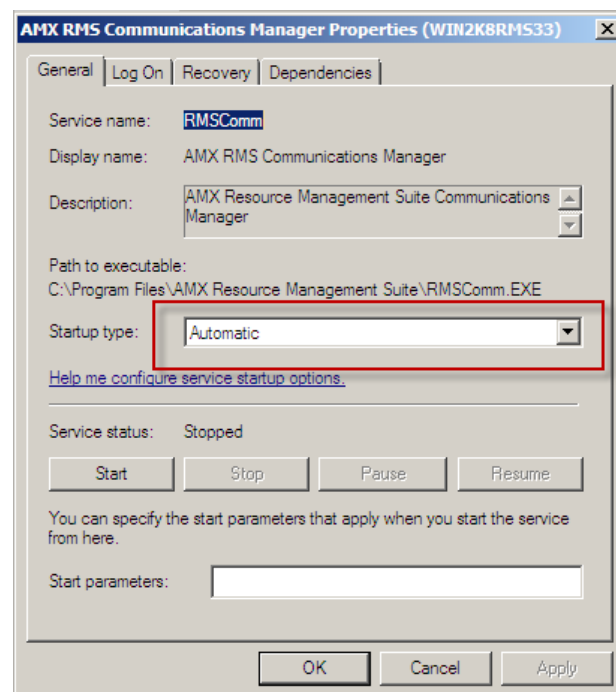 AMX RMS Communications Manager Properties (WIN2K8RMS33)
General Log On Recovery Dependencies
Service name: RMSComm
Display name: AMX RMS Communications Manager
Description: AMX Resource Management Suite Communications
Manager
Path to executable:
C:\Program Files\AMX Resource Management Suite\RMSComm.EXE
Startup type: Automatic
Help me configure service startup options.
Service status: Stopped
Start Stop Pause Resume
You can specify the start parameters that apply when you start the service
from here.
Start parameters:
OK Cancel Apply